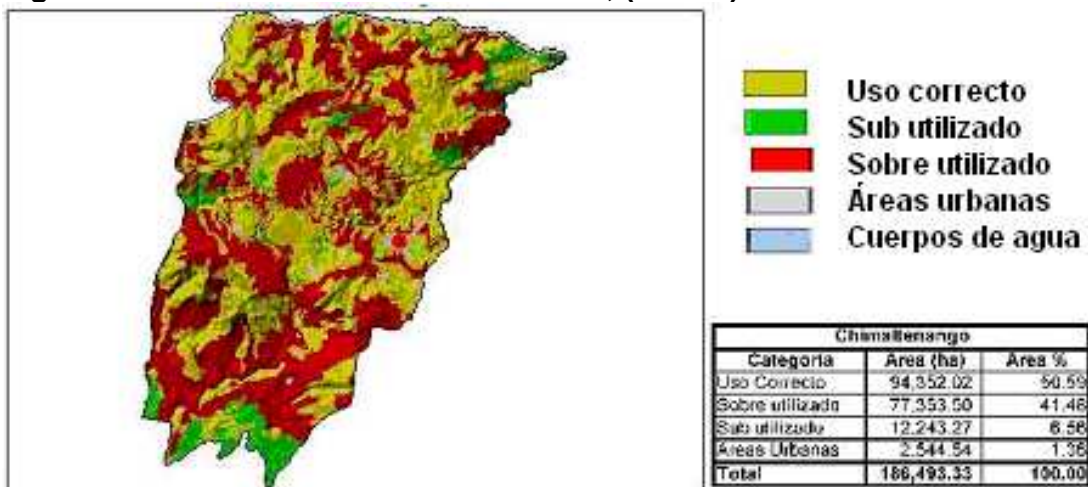 Uso correcto
Sub utilizado
Sobre utilizado
Áreas urbanas
Cuerpos de agua
Chimaltenango
Categoria Area (ha) Area %
Uso Correcto 94,352.02 50.59
Sobre utilizado 77,353.50 41.48
Sub utilizado 12,243.27 6.56
Areas Urbanas 2,544.54 1.36
Total 186,493.33 100.00